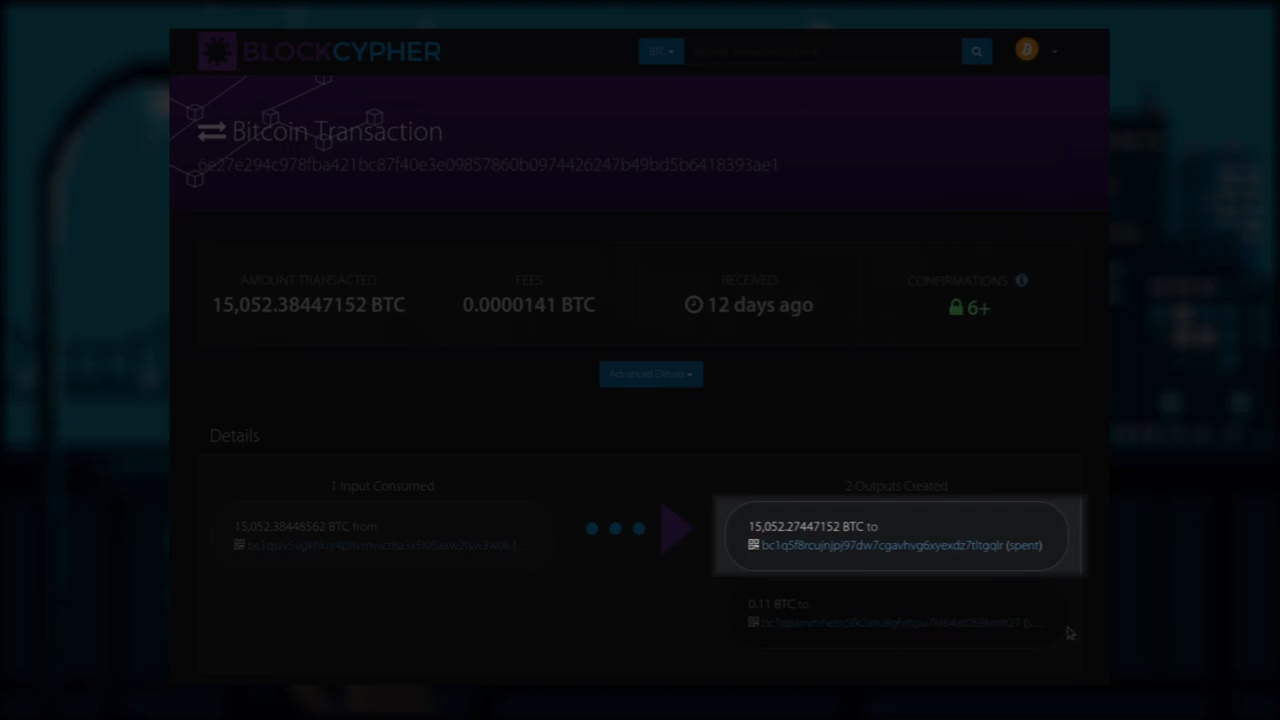 BLOCKCYPHER
BTC
Bitcoin Transaction
6e27e294c978fba421bc87f40e3e09857860b0974426247b49bd5b6418393ae1
AMOUNT TRANSACTED
15,052.38447152 BTC
FEES
0.0000141 BTC
RECEIVED
12 days ago
CONFIRMATIONS
6+
Advanced Details
Details
1 Input Consumed
15,052.38448562 BTC from
2 Outputs Created
15,052.27447152 BTC to
bc1q5f8rcujnjpj97dw7cgavhvg6xyexdz7tltgqlr (spent)
0.11 BTC to